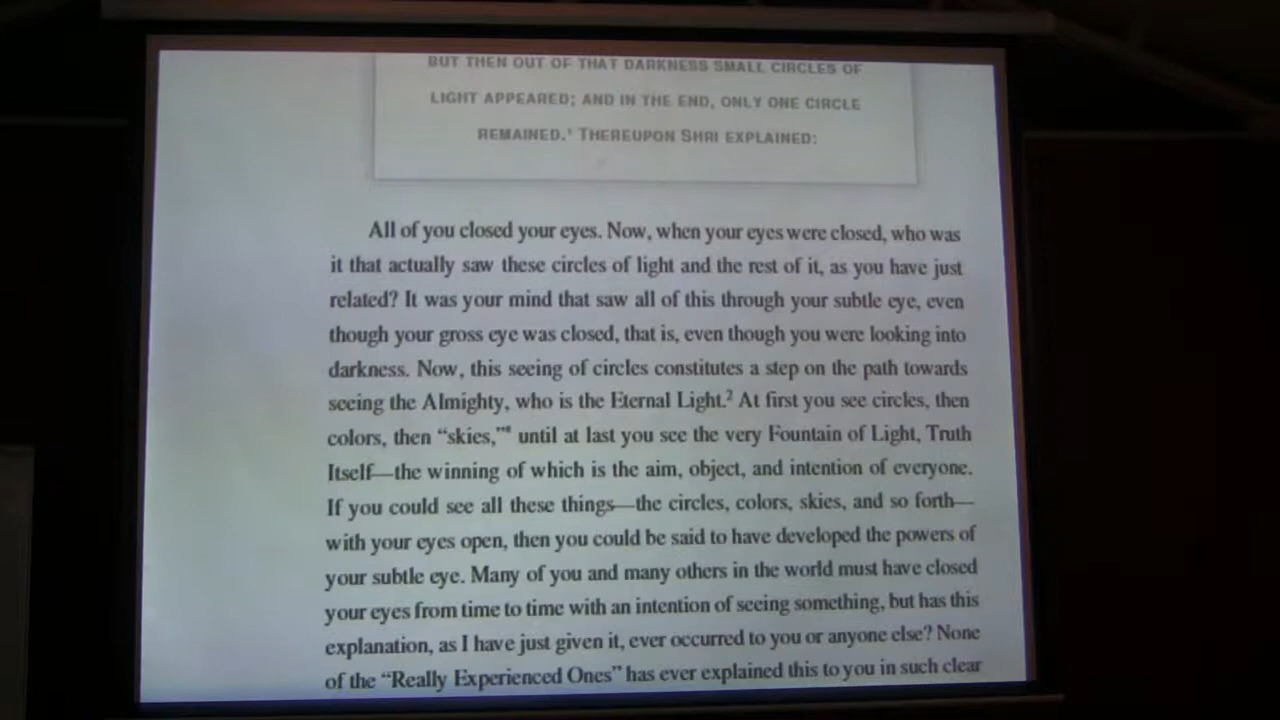 BUT THEN OUT OF THAT DARKNESS SMALL CIRCLES OF
LIGHT APPEARED; AND IN THE END, ONLY ONE CIRCLE
REMAINED.¹ THEREUPON SHRI EXPLAINED:
All of you closed your eyes. Now, when your eyes were closed, who was
it that actually saw these circles of light and the rest of it, as you have just
related? It was your mind that saw all of this through your subtle eye, even
though your gross eye was closed, that is, even though you were looking into
darkness. Now, this seeing of circles constitutes a step on the path towards
seeing the Almighty, who is the Eternal Light.² At first you see circles, then
colors, then “skies,”* until at last you see the very Fountain of Light, Truth
Itself—the winning of which is the aim, object, and intention of everyone.
If you could see all these things—the circles, colors, skies, and so forth—
with your eyes open, then you could be said to have developed the powers of
your subtle eye. Many of you and many others in the world must have closed
your eyes from time to time with an intention of seeing something, but has this
explanation, as I have just given it, ever occurred to you or anyone else? None
of the “Really Experienced Ones” has ever explained this to you in such clear